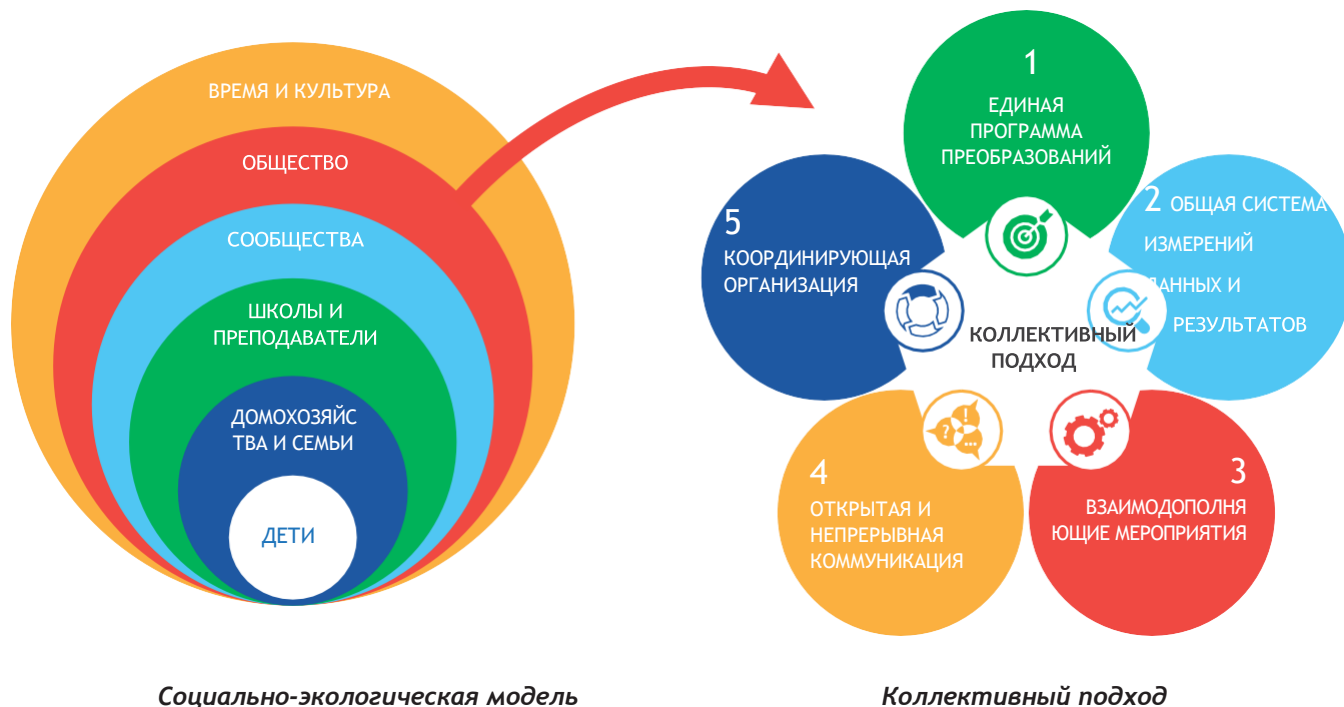 ВРЕМЯ И КУЛЬТУРА
ОБЩЕСТВО
СООБЩЕСТВА
ШКОЛЫ И
ПРЕПОДАВАТЕЛИ
ДОМОХОЗЯЙС
ТВА И СЕМЬИ
ДЕТИ
1
ЕДИНАЯ
ПРОГРАММА
ПРЕОБРАЗОВАНИЙ
2 ОБЩАЯ СИСТЕМА
ИЗМЕРЕНИЙ
ДАННЫХ И
РЕЗУЛЬТАТОВ
3
ВЗАИМОДОПОЛНЯ
ЮЩИЕ МЕРОПРИЯТИЯ
4
ОТКРЫТАЯ И
НЕПРЕРЫВНАЯ
КОММУНИКАЦИЯ
5
КООРДИНИРУЮЩАЯ
ОРГАНИЗАЦИЯ
КОЛЛЕКТИВНЫЙ
ПОДХОД
?
!
...
Социально-экологическая модель
Коллективный подход